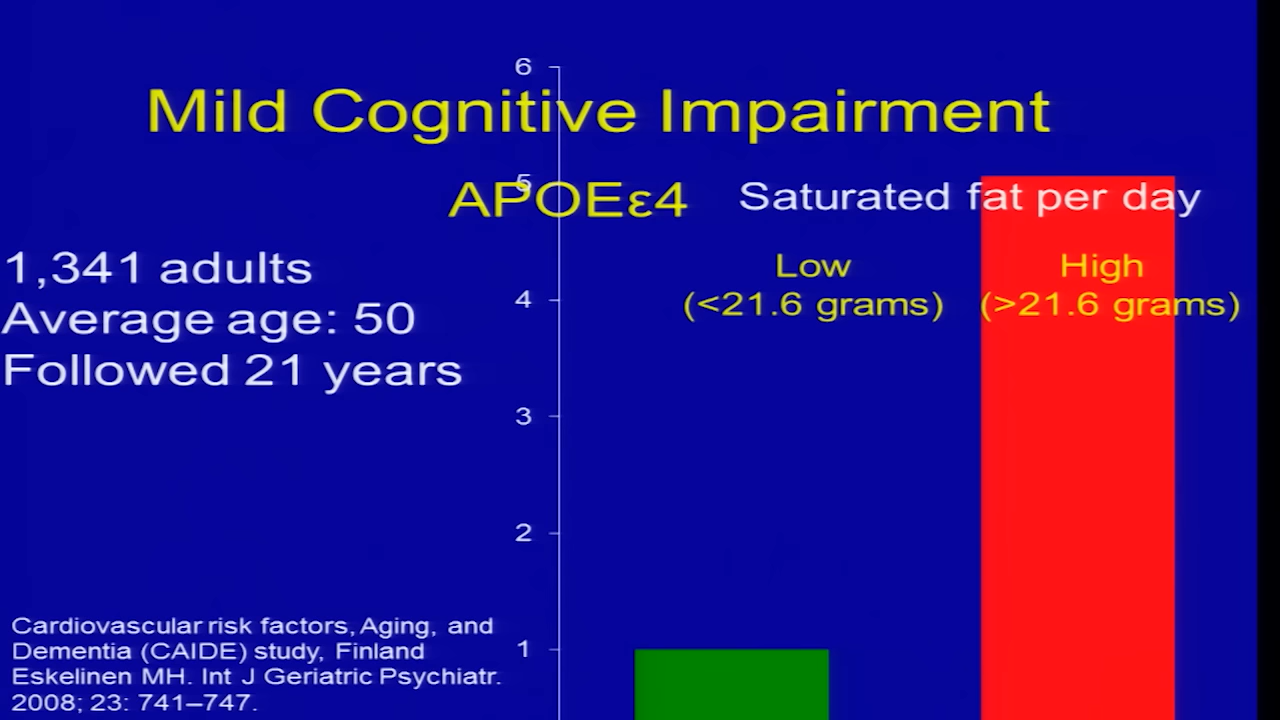 6
Mild Cognitive Impairment
5
APOEε4
Saturated fat per day
Low
(<21.6 grams)
High
(>21.6 grams)
1,341 adults
Average age: 50
Followed 21 years
4
3
2
1
Cardiovascular risk factors, Aging, and
Dementia (CAIDE) study, Finland
Eskelinen MH. Int J Geriatric Psychiatr.
2008; 23: 741–747.